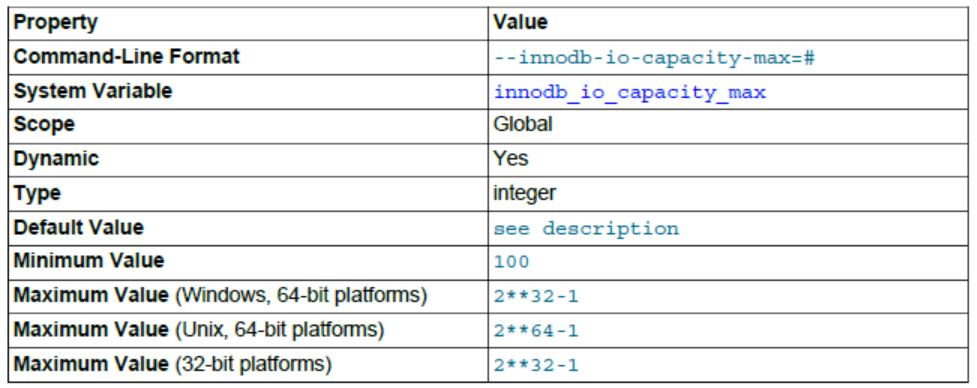 Property Value
Command-Line Format --innodb-io-capacity-max=#
System Variable innodb_io_capacity_max
Scope Global
Dynamic Yes
Type integer
Default Value see description
Minimum Value 100
Maximum Value (Windows, 64-bit platforms) 2**32-1
Maximum Value (Unix, 64-bit platforms) 2**64-1
Maximum Value (32-bit platforms) 2**32-1